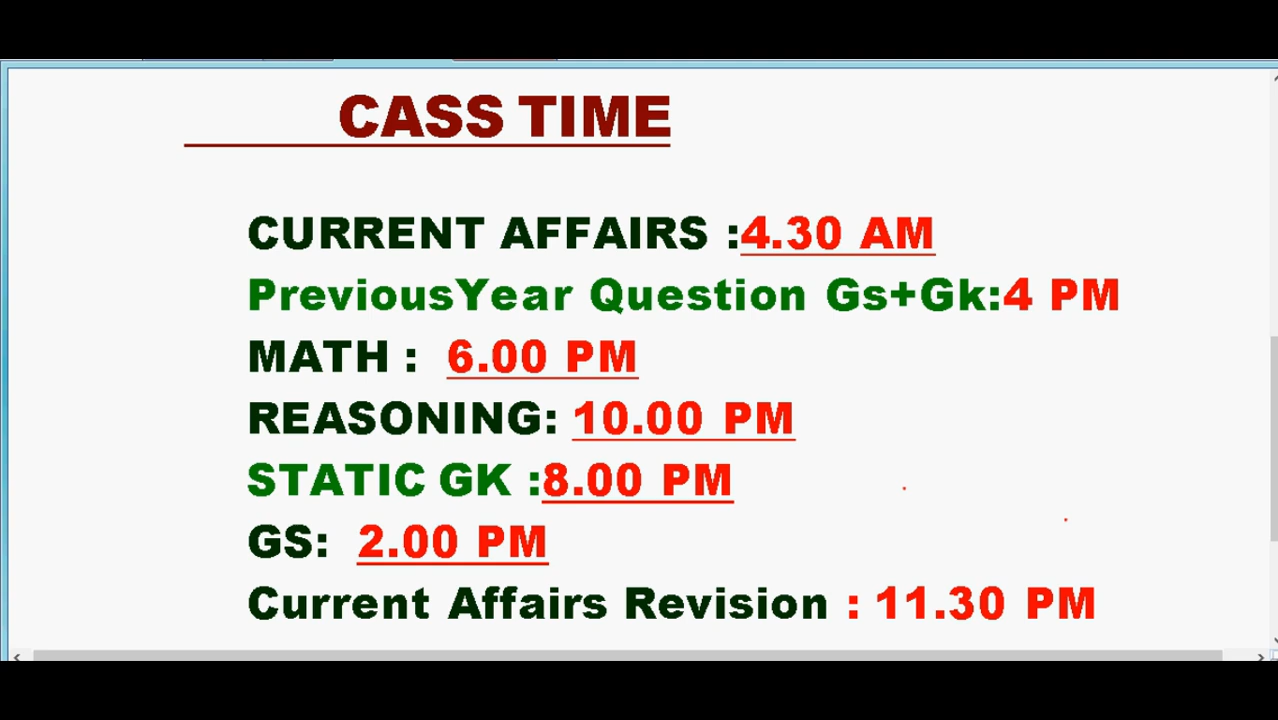 CASS TIME
CURRENT AFFAIRS :4.30 AM
PreviousYear Question Gs+Gk:4 PM
MATH : 6.00 PM
REASONING: 10.00 PM
STATIC GK :8.00 PM
GS: 2.00 PM
Current Affairs Revision : 11.30 PM